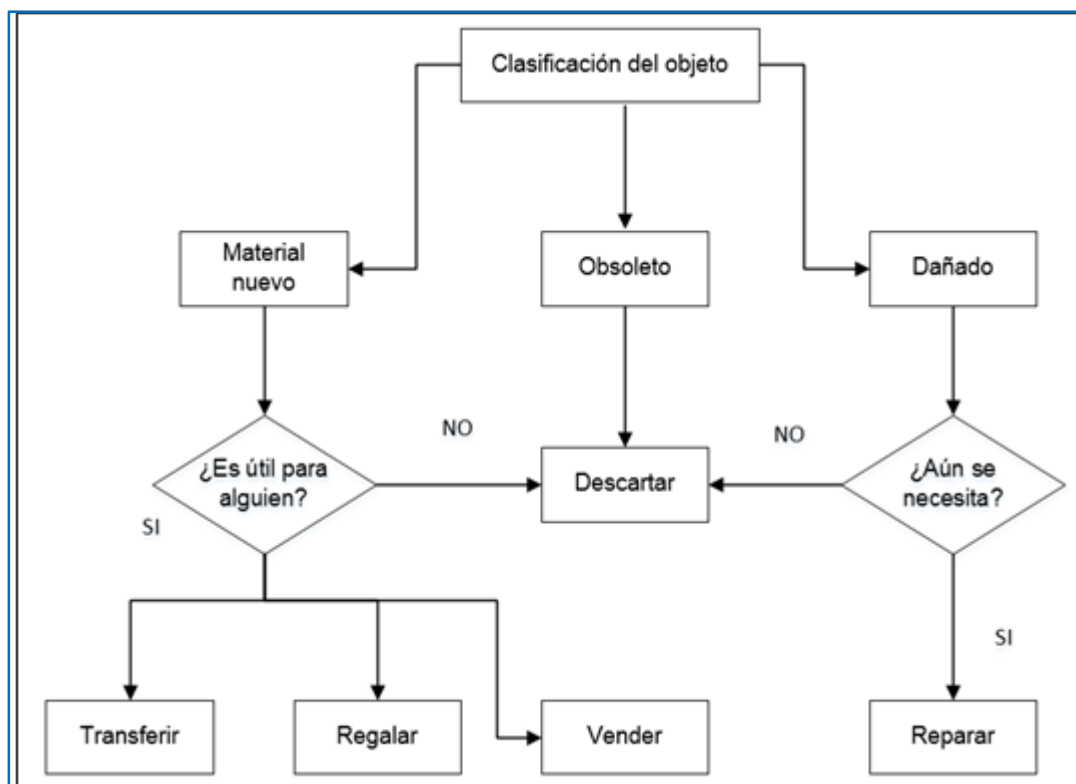 Clasificación del objeto
Material
nuevo
Obsoleto
Dañado
¿Es útil para
alguien?
NO
Descartar
NO
¿Aún se
necesita?
SI
SI
Transferir
Regalar
Vender
Reparar